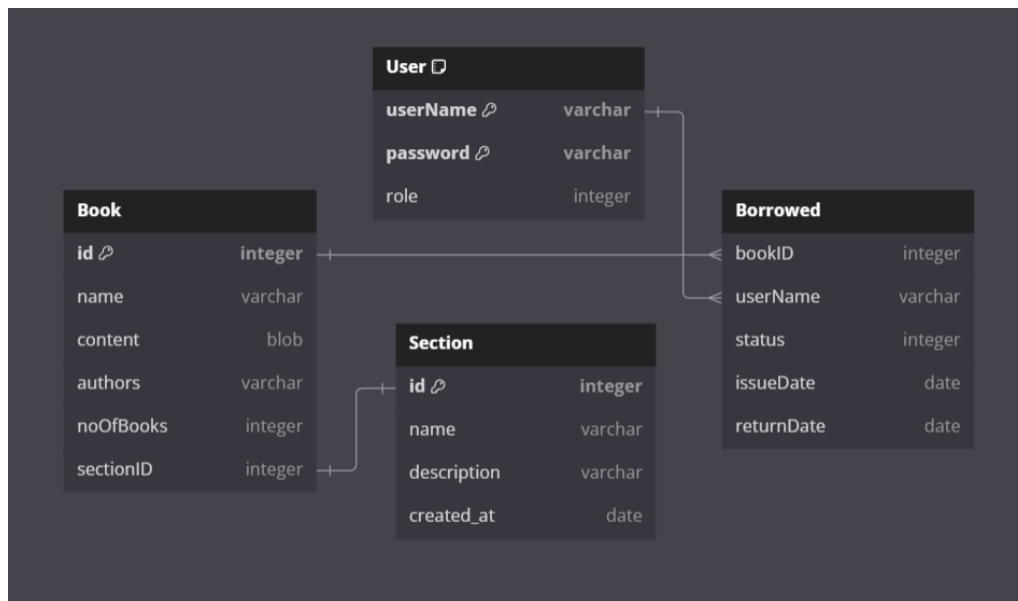 User
userName varchar
password varchar
role integer
Book
id integer
name varchar
content blob
authors varchar
noOfBooks integer
sectionID integer
Section
id integer
name varchar
description varchar
created_at date
Borrowed
bookID integer
userName varchar
status integer
issueDate date
returnDate date